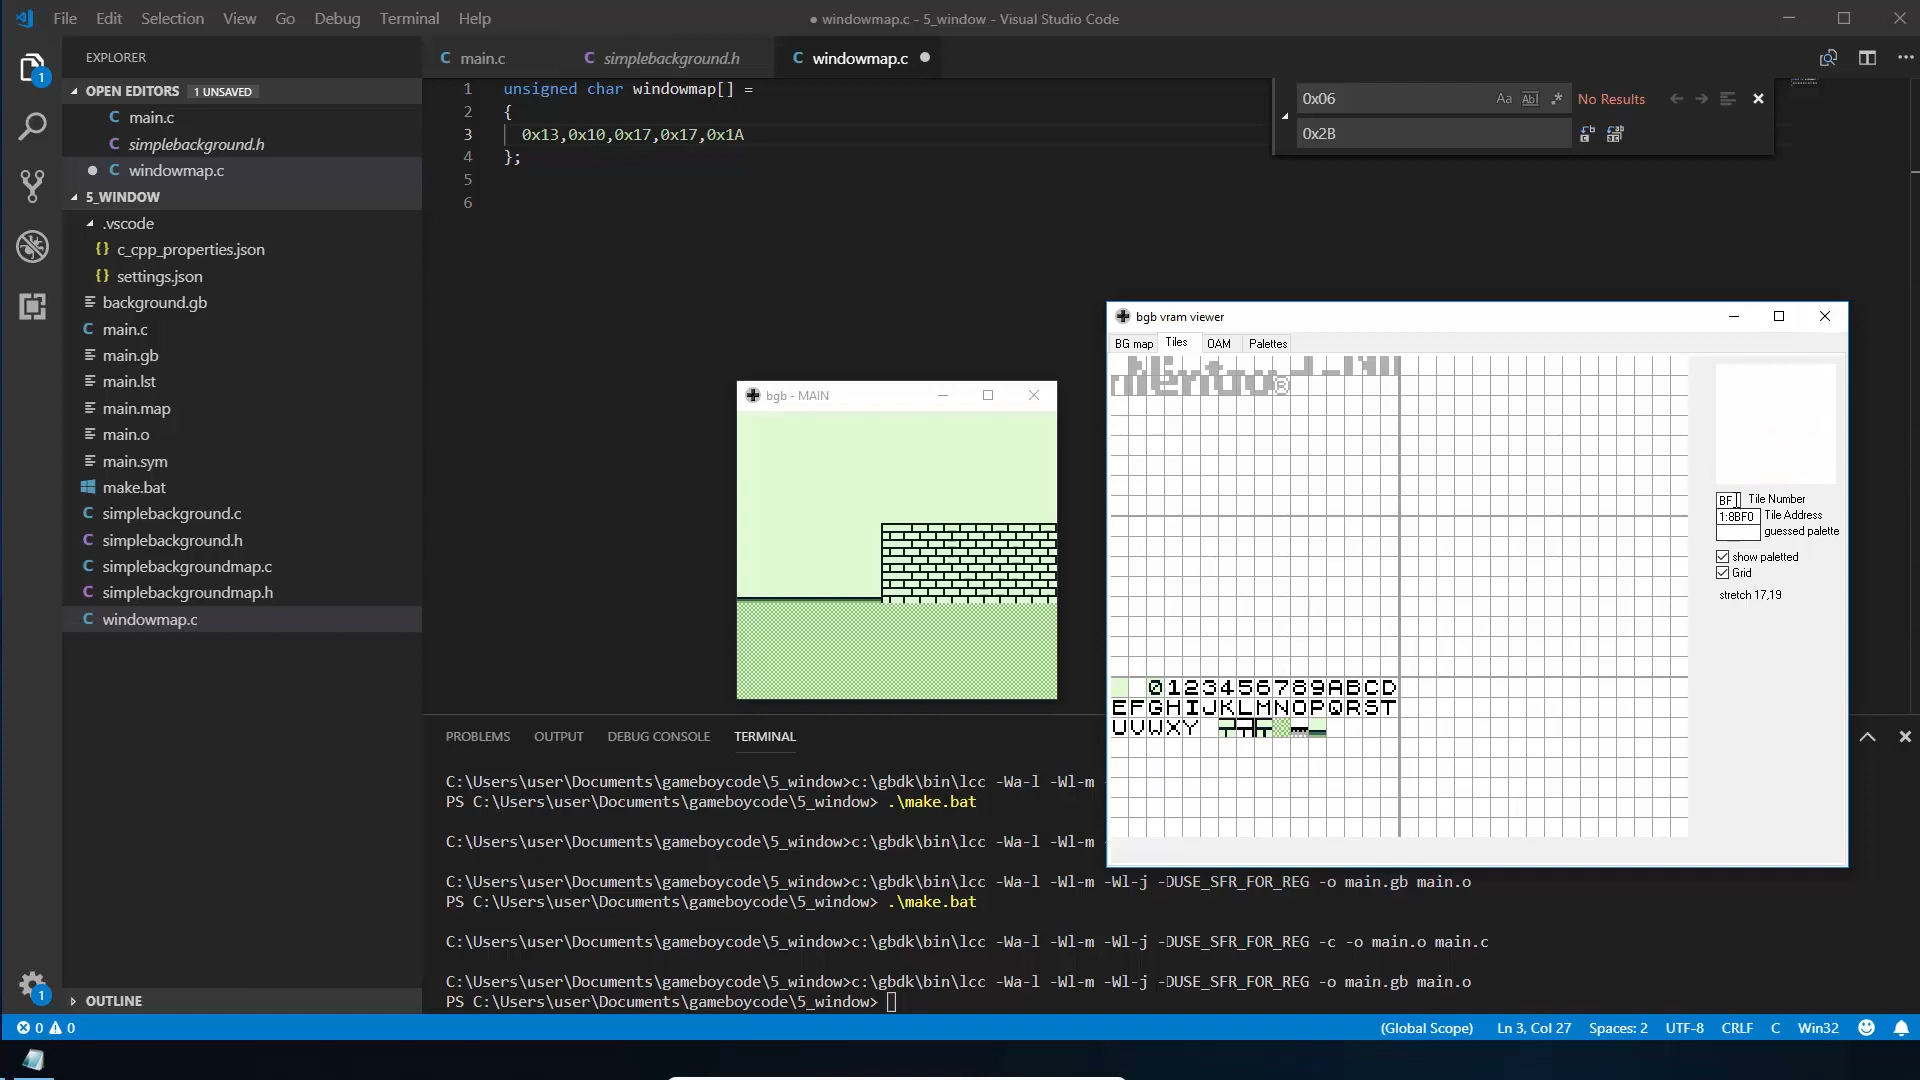 File Edit Selection View Go Debug Terminal Help
● windowmap.c - 5_window - Visual Studio Code
EXPLORER
OPEN EDITORS 1 UNSAVED
C main.c
C simplebackground.h
C windowmap.c
5_WINDOW
.vscode
{} c_cpp_properties.json
{} settings.json
background.gb
C main.c
main.gb
main.lst
main.map
main.o
main.sym
make.bat
C simplebackground.c
C simplebackground.h
C simplebackgroundmap.c
C simplebackgroundmap.h
C windowmap.c
OUTLINE
1
1
C main.c
C simplebackground.h
C windowmap.c
1 unsigned char windowmap[] =
2 {
3 0x13,0x10,0x17,0x17,0x1A
4 };
5
6
0x06 Aa Abl .* No Results
0x2B
bgb - MAIN
bgb vram viewer
BG map Tiles OAM Palettes
Nintendo®
BF Tile Number
1:8BF0 Tile Address
guessed palette
show paletted
Grid
stretch 17,19
0123456789ABCD
EFGHIJKLMNOPQRST
UVWXY
PROBLEMS OUTPUT DEBUG CONSOLE TERMINAL
C:\Users\user\Documents\gameboycode\5_window>c:\gbdk\bin\lcc -Wa-l -Wl-m -
PS C:\Users\user\Documents\gameboycode\5_window> .\make.bat
C:\Users\user\Documents\gameboycode\5_window>c:\gbdk\bin\lcc -Wa-l -Wl-m -
C:\Users\user\Documents\gameboycode\5_window>c:\gbdk\bin\lcc -Wa-l -Wl-m -Wl-j -DUSE_SFR_FOR_REG -o main.gb main.o
PS C:\Users\user\Documents\gameboycode\5_window> .\make.bat
C:\Users\user\Documents\gameboycode\5_window>c:\gbdk\bin\lcc -Wa-l -Wl-m -Wl-j -DUSE_SFR_FOR_REG -c -o main.o main.c
C:\Users\user\Documents\gameboycode\5_window>c:\gbdk\bin\lcc -Wa-l -Wl-m -Wl-j -DUSE_SFR_FOR_REG -o main.gb main.o
PS C:\Users\user\Documents\gameboycode\5_window>
0 0 (Global Scope) Ln 3, Col 27 Spaces: 2 UTF-8 CRLF C Win32